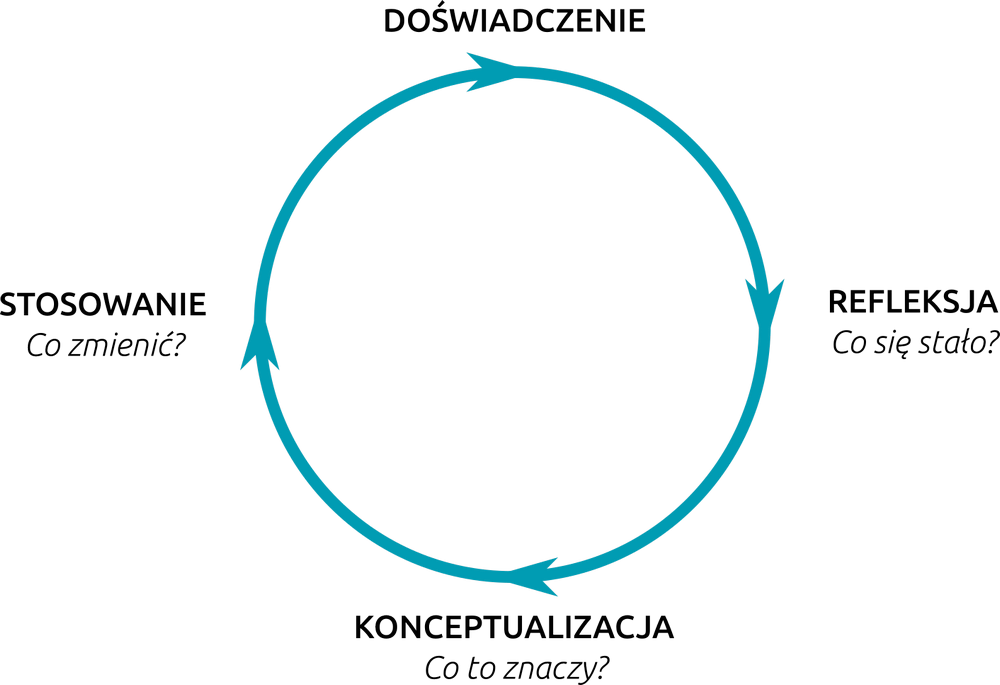 DOŚWIADCZENIE
STOSOWANIE
Co zmienić?
REFLEKSJA
Co się stało?
KONCEPTUALIZACJA
Co to znaczy?